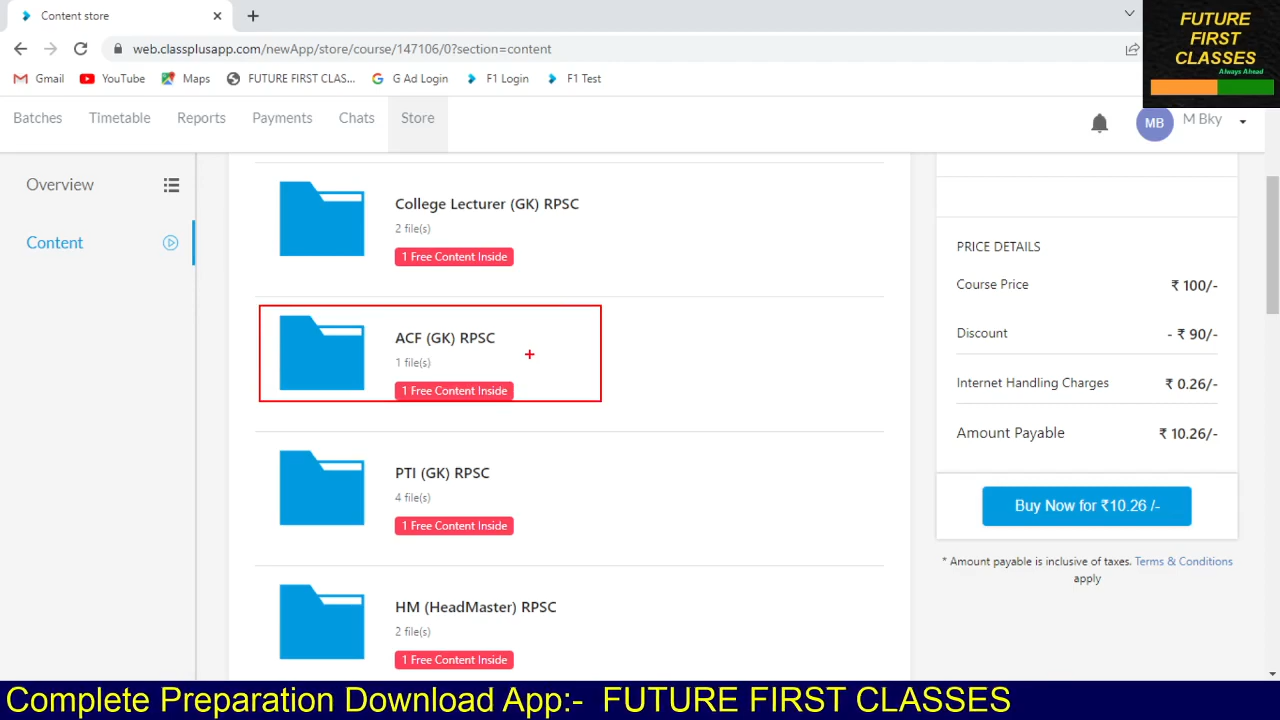 Content store
web.classplusapp.com/newApp/store/course/147106/0?section=content
Gmail YouTube Maps FUTURE FIRST CLAS... G Ad Login F1 Login F1 Test
FUTURE
FIRST
CLASSES
Always Ahead
Batches Timetable Reports Payments Chats Store
MB M Bky
Overview
Content
College Lecturer (GK) RPSC
2 file(s)
1 Free Content Inside
ACF (GK) RPSC
1 file(s)
1 Free Content Inside
PTI (GK) RPSC
4 file(s)
1 Free Content Inside
HM (HeadMaster) RPSC
2 file(s)
1 Free Content Inside
PRICE DETAILS
Course Price ₹ 100/-
Discount - ₹ 90/-
Internet Handling Charges ₹ 0.26/-
Amount Payable ₹ 10.26/-
Buy Now for ₹10.26 /-
* Amount payable is inclusive of taxes. Terms & Conditions
apply
Complete Preparation Download App:- FUTURE FIRST CLASSES